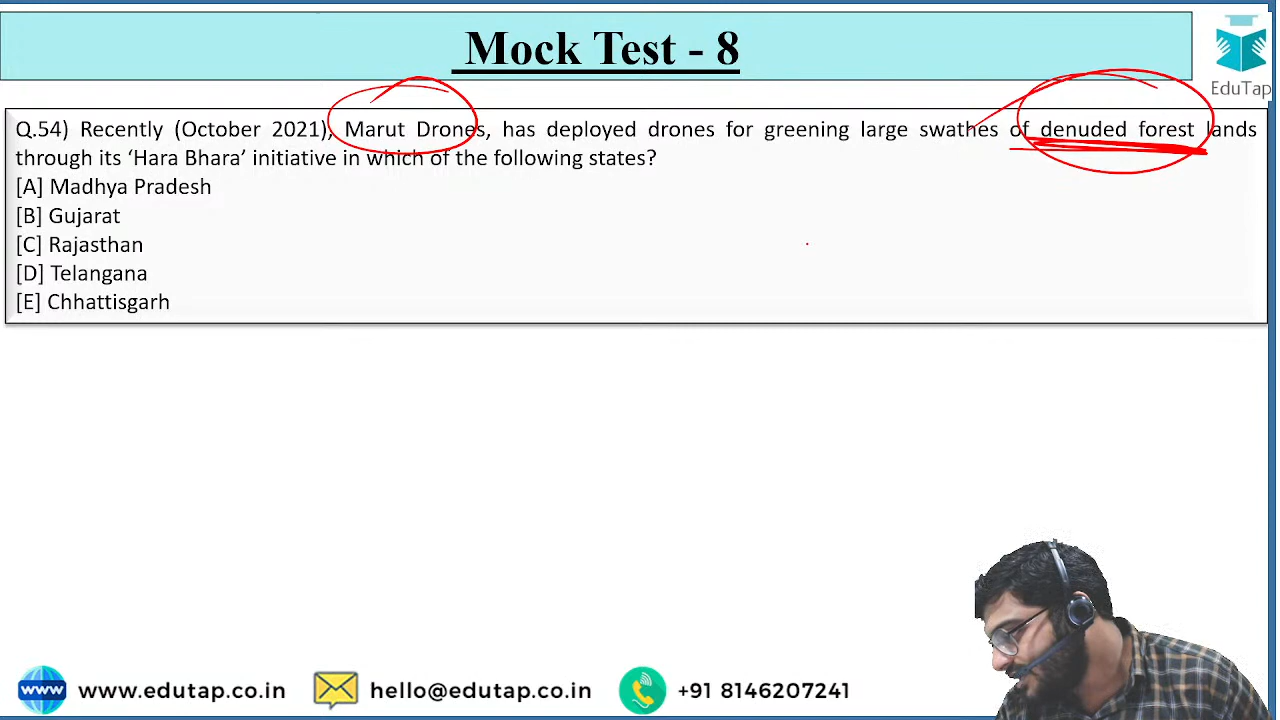 Mock Test - 8
EduTap
Q.54) Recently (October 2021), Marut Drones, has deployed drones for greening large swathes of denuded forest lands
through its ‘Hara Bhara’ initiative in which of the following states?
[A] Madhya Pradesh
[B] Gujarat
[C] Rajasthan
[D] Telangana
[E] Chhattisgarh
www www.edutap.co.in hello@edutap.co.in +91 8146207241